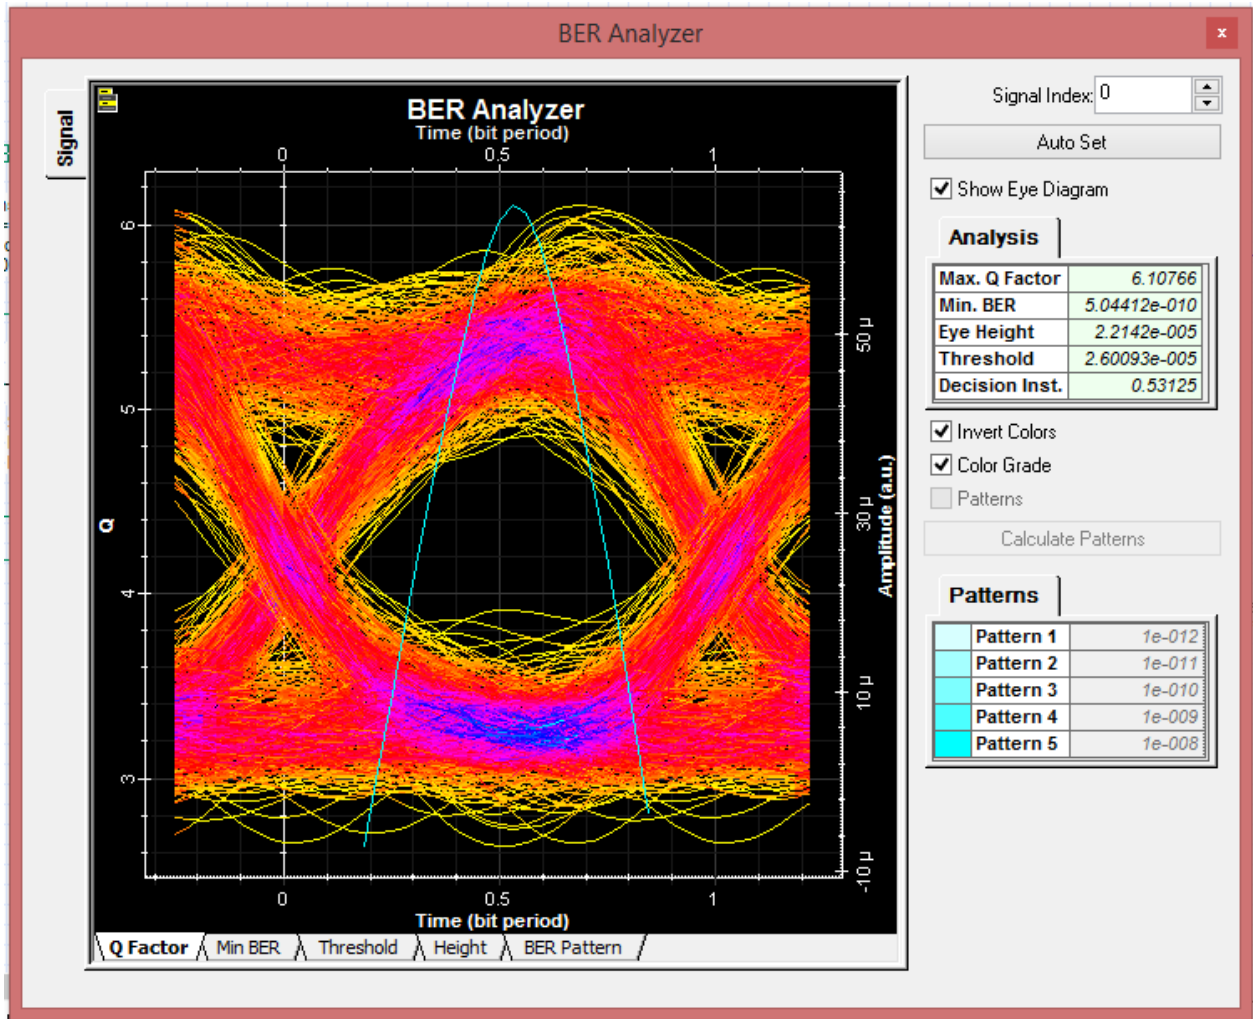 BER Analyzer
x
Signal
BER Analyzer
Time (bit period)
0 0.5 1
6
5
4
3
Q
50 µ
30 µ
10 µ
-10 µ
Amplitude (a.u.)
0 0.5 1
Time (bit period)
Q Factor Min BER Threshold Height BER Pattern
Signal Index: 0
Auto Set
Show Eye Diagram
Analysis
Max. Q Factor 6.10766
Min. BER 5.04412e-010
Eye Height 2.2142e-005
Threshold 2.60093e-005
Decision Inst. 0.53125
Invert Colors
Color Grade
Patterns
Calculate Patterns
Patterns
Pattern 1 1e-012
Pattern 2 1e-011
Pattern 3 1e-010
Pattern 4 1e-009
Pattern 5 1e-008